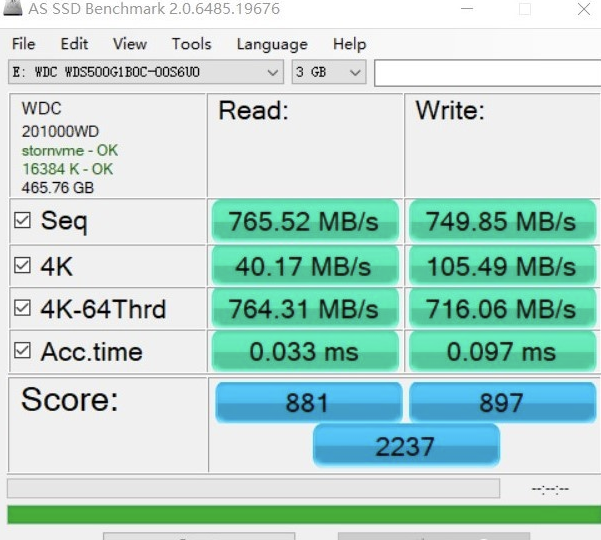 AS SSD Benchmark 2.0.6485.19676
File Edit View Tools Language Help
E: WDC WDS500G1B0C-00S6U0 3 GB
WDC
201000WD
stornvme - OK
16384 K - OK
465.76 GB
Read: Write:
Seq 765.52 MB/s 749.85 MB/s
4K 40.17 MB/s 105.49 MB/s
4K-64Thrd 764.31 MB/s 716.06 MB/s
Acc.time 0.033 ms 0.097 ms
Score: 881 897
2237
--:--:--